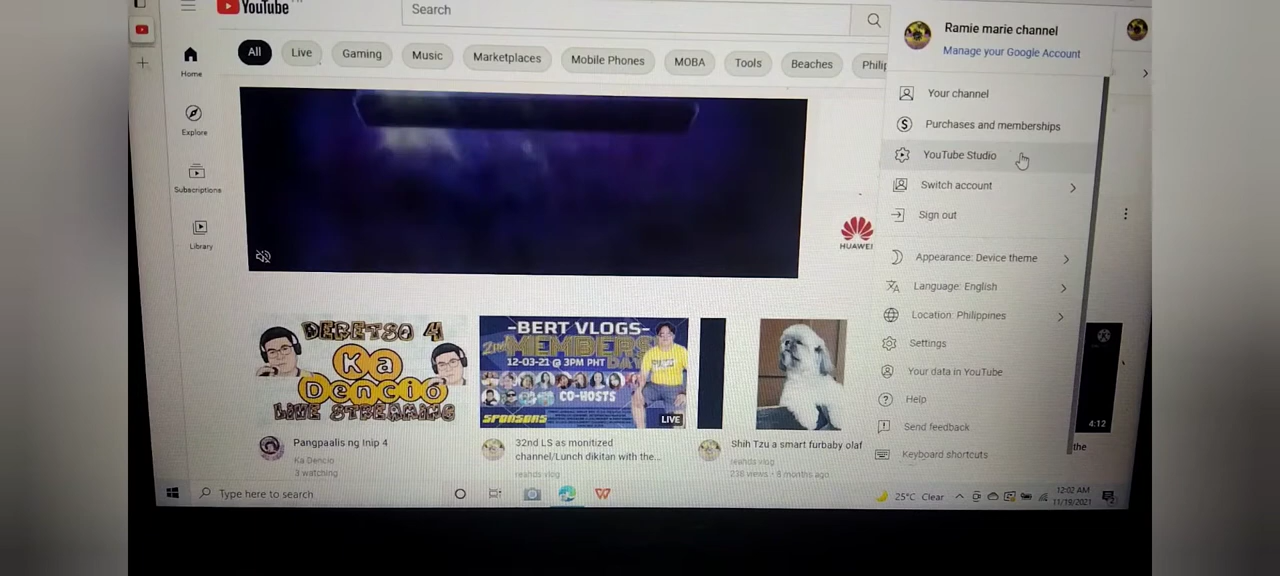 YouTube
Search
All
Live
Gaming
Music
Marketplaces
Mobile Phones
MOBA
Tools
Beaches
Philip
Home
Explore
Subscriptions
Library
Ramie marie channel
Manage your Google Account
Your channel
Purchases and memberships
YouTube Studio
Switch account
Sign out
Appearance: Device theme
Language: English
Location: Philippines
Settings
Your data in YouTube
Help
Send feedback
Keyboard shortcuts
HUAWEI
DEBETSO 4
Ka
Dencio
LIVE STREAMING
Pangpaalis ng Inip 4
Ka Dencio
3 watching
-BERT VLOGS-
2nd MEMBERS
DAY
12-03-21 @ 3PM PHT
CO-HOSTS
SPONSORS
LIVE
32nd LS as monitized
channel/Lunch dikitan with the...
reahds vlog
Shih Tzu a smart furbaby olaf
reahds vlog
238 views • 8 months ago
4:12
the
Type here to search
25°C Clear
12:02 AM
11/19/2021